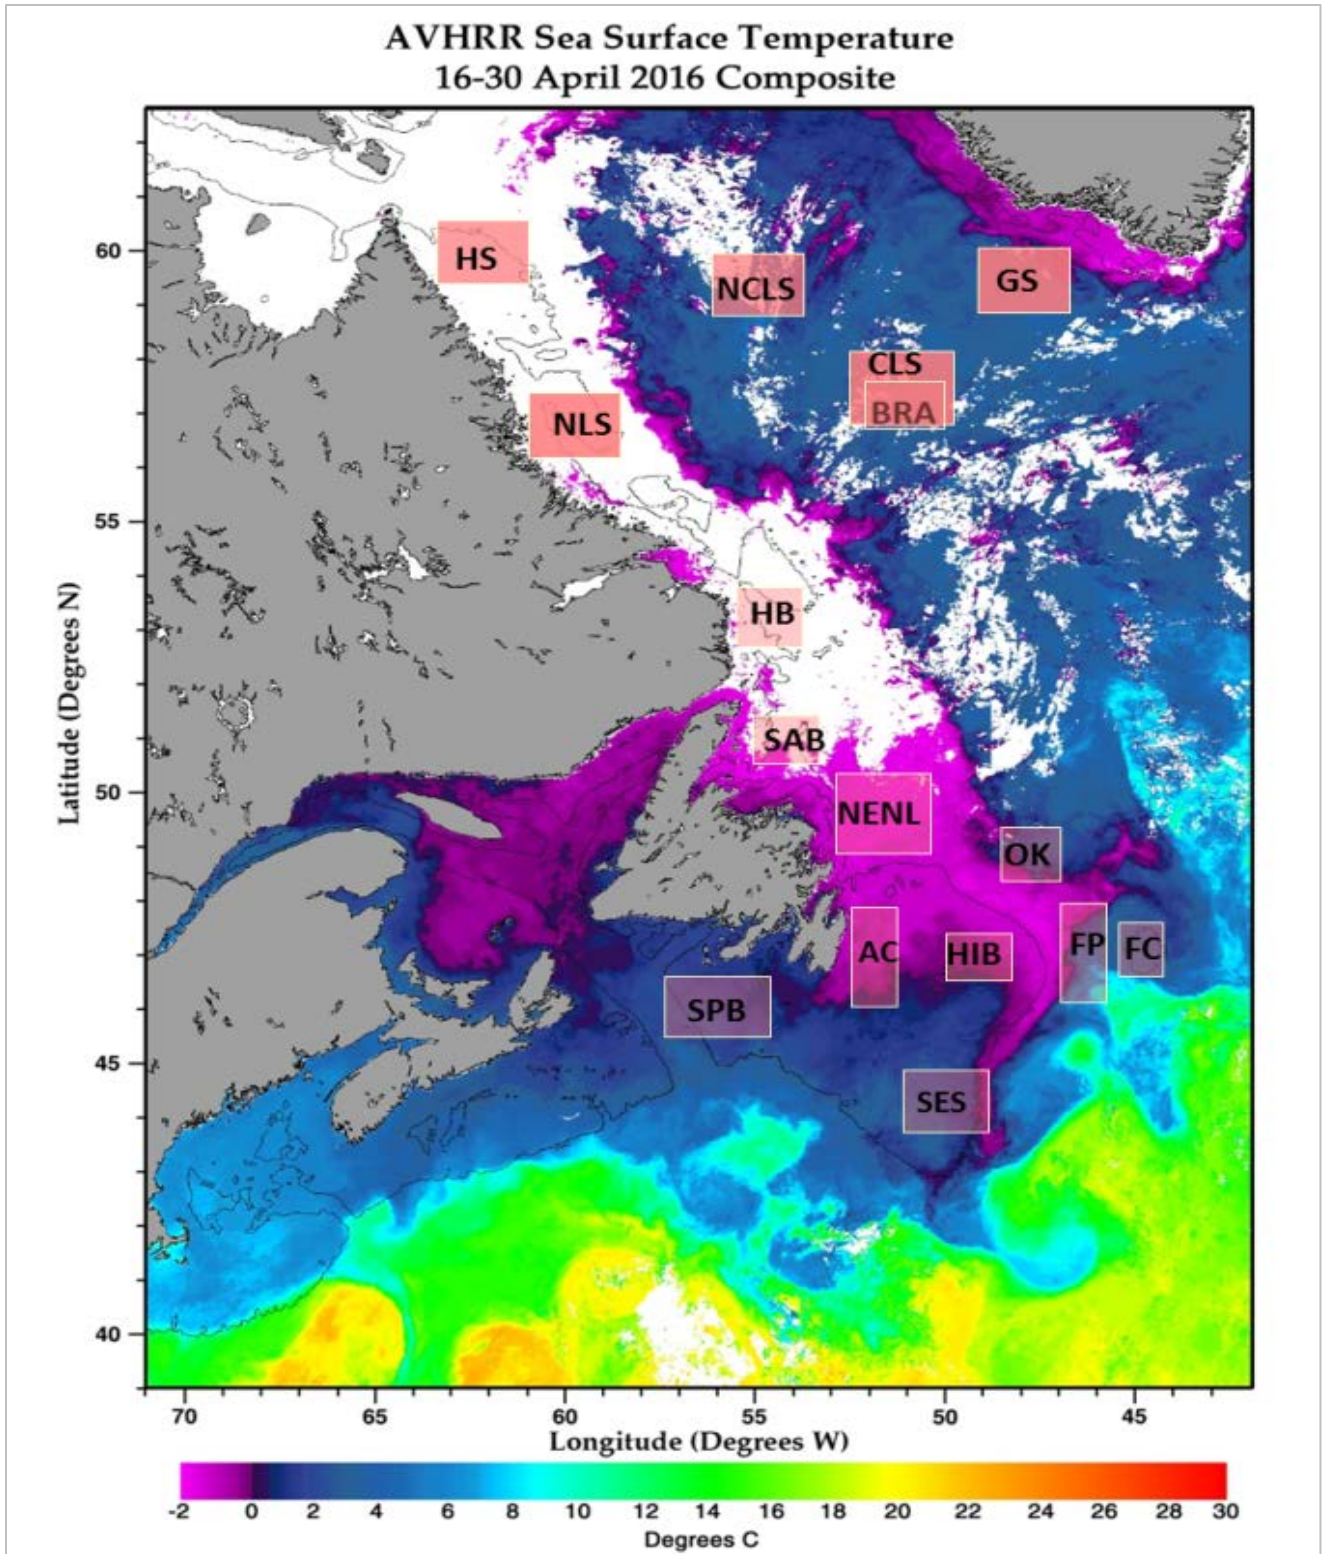 AVHRR Sea Surface Temperature
16-30 April 2016 Composite
Latitude (Degrees N)
60
55
50
45
40
HS
NCLS
GS
CLS
BRA
NLS
HB
SAB
NENL
OK
AC
HIB
FP
FC
SPB
SES
70 65 60 55 50 45
Longitude (Degrees W)
-2 0 2 4 6 8 10 12 14 16 18 20 22 24 26 28 30
Degrees C